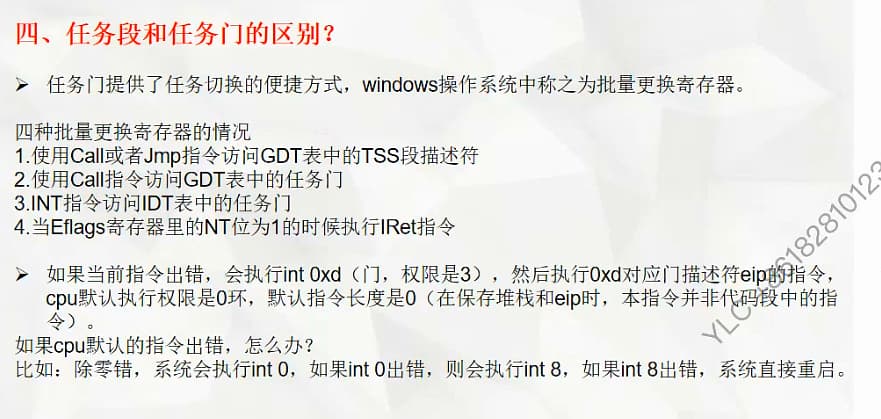 四、任务段和任务门的区别？
➢ 任务门提供了任务切换的便捷方式，windows操作系统中称之为批量更换寄存器。
四种批量更换寄存器的情况
1.使用Call或者Jmp指令访问GDT表中的TSS段描述符
2.使用Call指令访问GDT表中的任务门
3.INT指令访问IDT表中的任务门
4.当Eflags寄存器里的NT位为1的时候执行IRet指令
➢ 如果当前指令出错，会执行int 0xd（门，权限是3），然后执行0xd对应门描述符eip的指令，
cpu默认执行权限是0环，默认指令长度是0（在保存堆栈和eip时，本指令并非代码段中的指
令）。
如果cpu默认的指令出错，怎么办？
比如：除零错，系统会执行int 0，如果int 0出错，则会执行int 8，如果int 8出错，系统直接重启。